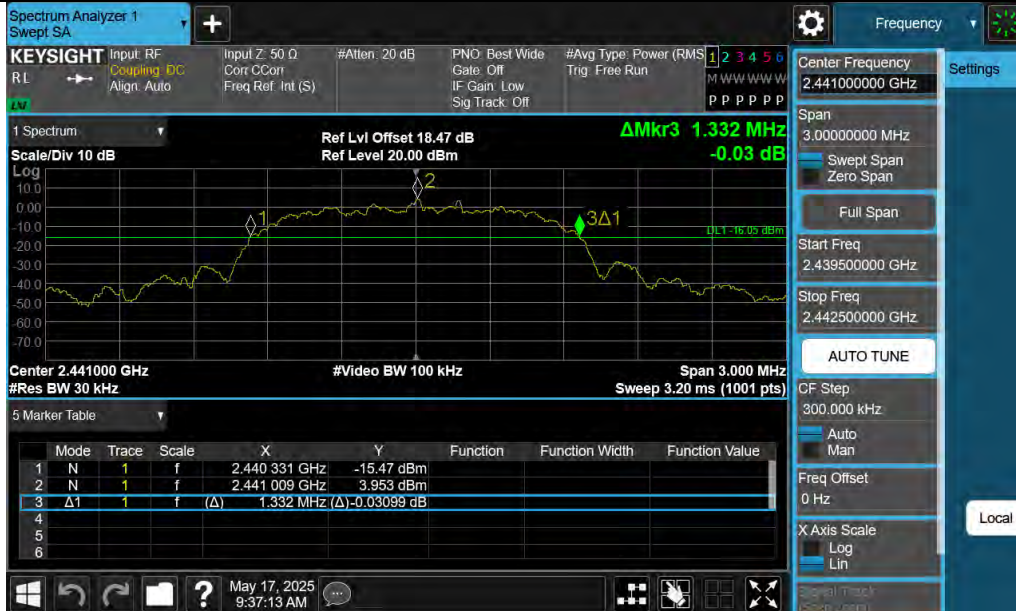 Spectrum Analyzer 1
Swept SA
+
Frequency
KEYSIGHT
RL
LNI
Input: RF
Coupling: DC
Align: Auto
Input Z: 50 Ω
Corr CCorr
Freq Ref: Int (S)
#Atten: 20 dB
PNO: Best Wide
Gate: Off
IF Gain: Low
Sig Track: Off
#Avg Type: Power (RMS
Trig: Free Run
1 2 3 4 5 6
M W W W W W
P P P P P P
1 Spectrum
Scale/Div 10 dB
Ref Lvl Offset 18.47 dB
Ref Level 20.00 dBm
ΔMkr3 1.332 MHz
-0.03 dB
Log
10.0
0.00
-10.0
-20.0
-30.0
-40.0
-50.0
-60.0
-70.0
1
2
3Δ1
DL1 -16.05 dBm
Center 2.441000 GHz
#Res BW 30 kHz
#Video BW 100 kHz
Span 3.000 MHz
Sweep 3.20 ms (1001 pts)
5 Marker Table
Mode Trace Scale X Y Function Function Width Function Value
1 N 1 f 2.440 331 GHz -15.47 dBm
2 N 1 f 2.441 009 GHz 3.953 dBm
3 Δ1 1 f (Δ) 1.332 MHz (Δ) -0.03099 dB
4
5
6
May 17, 2025
9:37:13 AM
Center Frequency
2.441000000 GHz
Span
3.00000000 MHz
Swept Span
Zero Span
Full Span
Start Freq
2.439500000 GHz
Stop Freq
2.442500000 GHz
AUTO TUNE
CF Step
300.000 kHz
Auto
Man
Freq Offset
0 Hz
X Axis Scale
Log
Lin
Signal Track
(Span Zoom)
Settings
Local